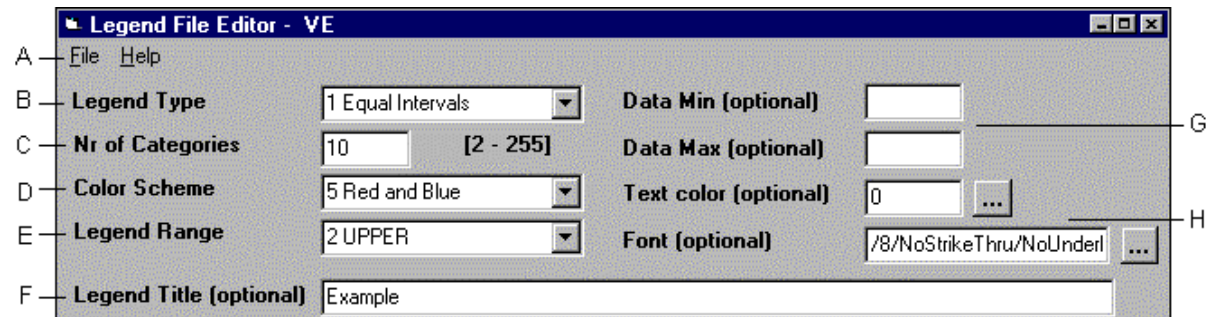 Legend File Editor - VE
A File Help
B Legend Type 1 Equal Intervals Data Min (optional)
G
C Nr of Categories 10 [2 - 255] Data Max (optional)
D Color Scheme 5 Red and Blue Text color (optional) 0 ...
H
E Legend Range 2 UPPER Font (optional) /8/NoStrikeThru/NoUnderl ...
F Legend Title (optional) Example